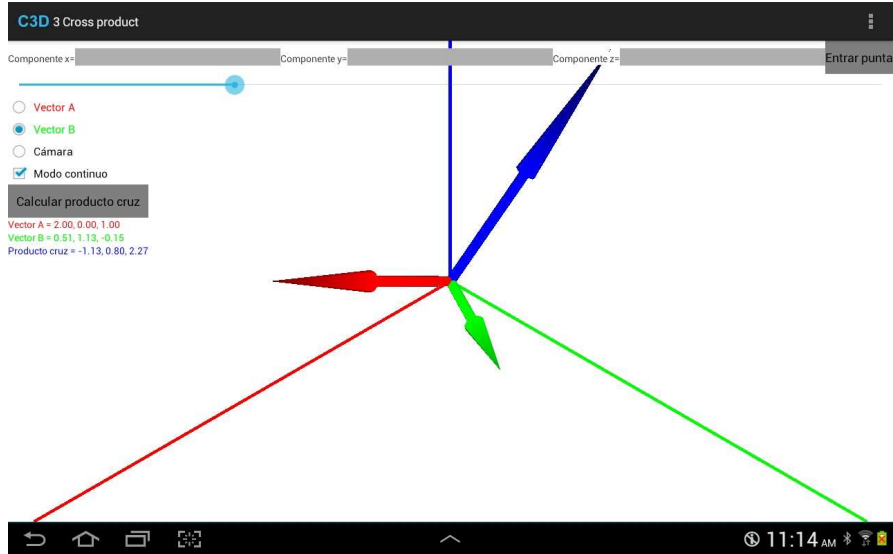 C3D 3 Cross product
Componente x= Componente y= Componente z= Entrar punta
Vector A
Vector B
Cámara
Modo continuo
Calcular producto cruz
Vector A = 2.00, 0.00, 1.00
Vector B = 0.51, 1.13, -0.15
Producto cruz = -1.13, 0.80, 2.27
11:14 AM